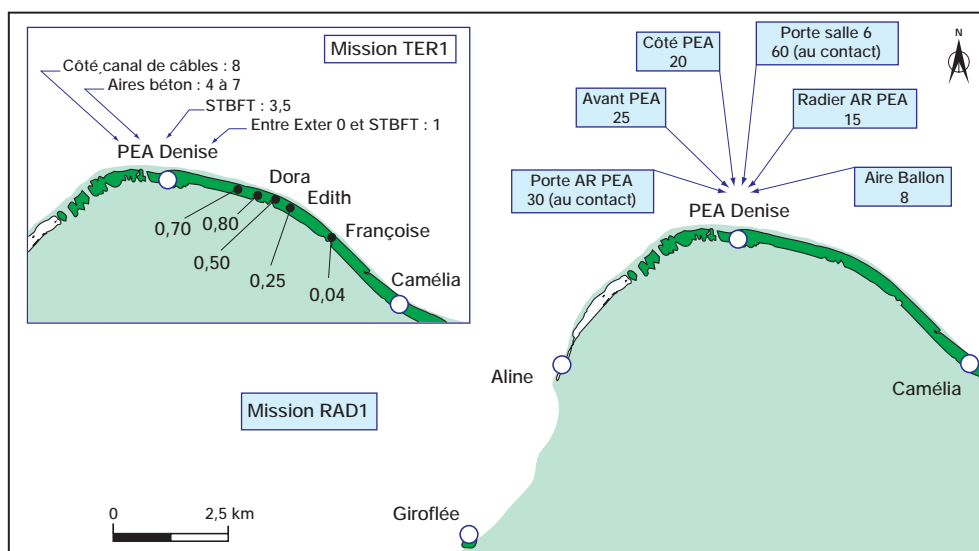 Mission TER1
Côté canal de câbles : 8
Aires béton : 4 à 7
STBFT : 3,5
Entre Exter 0 et STBFT : 1
PEA Denise
Dora
Edith
Françoise
Camélia
0,70
0,80
0,50
0,25
0,04
Porte salle 6
60 (au contact)
Côté PEA
20
Avant PEA
25
Radier AR PEA
15
Porte AR PEA
30 (au contact)
Aire Ballon
8
PEA Denise
N
Aline
Camélia
Mission RAD1
Giroflée
0
2,5 km